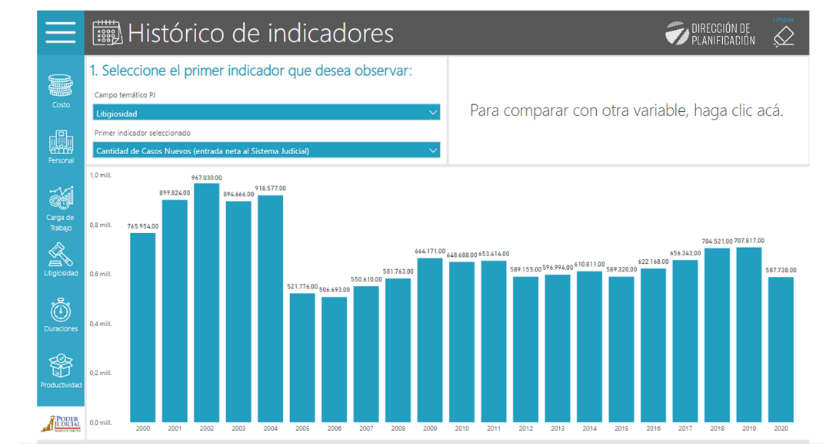 Histórico de indicadores
DIRECCIÓN DE
PLANIFICACIÓN
Limpiar
1. Seleccione el primer indicador que desea observar:
Campo temático PJ
Litigiosidad
Primer indicador seleccionado
Cantidad de Casos Nuevos (entrada neta al Sistema Judicial)
Para comparar con otra variable, haga clic acá.
Costo
Personal
Carga de
Trabajo
Litigiosidad
Duraciones
Productividad
PODER
JUDICIAL
1,0 mill.
0,8 mill.
0,6 mill.
0,4 mill.
0,2 mill.
0,0 mill.
765.954,00
899.824,00
967.030,00
894.666,00
918.577,00
521.776,00
506.693,00
550.610,00
581.763,00
664.171,00
648.688,00
653.414,00
589.155,00
596.994,00
610.811,00
589.320,00
622.168,00
656.343,00
704.521,00
707.817,00
587.738,00
2000 2001 2002 2003 2004 2005 2006 2007 2008 2009 2010 2011 2012 2013 2014 2015 2016 2017 2018 2019 2020